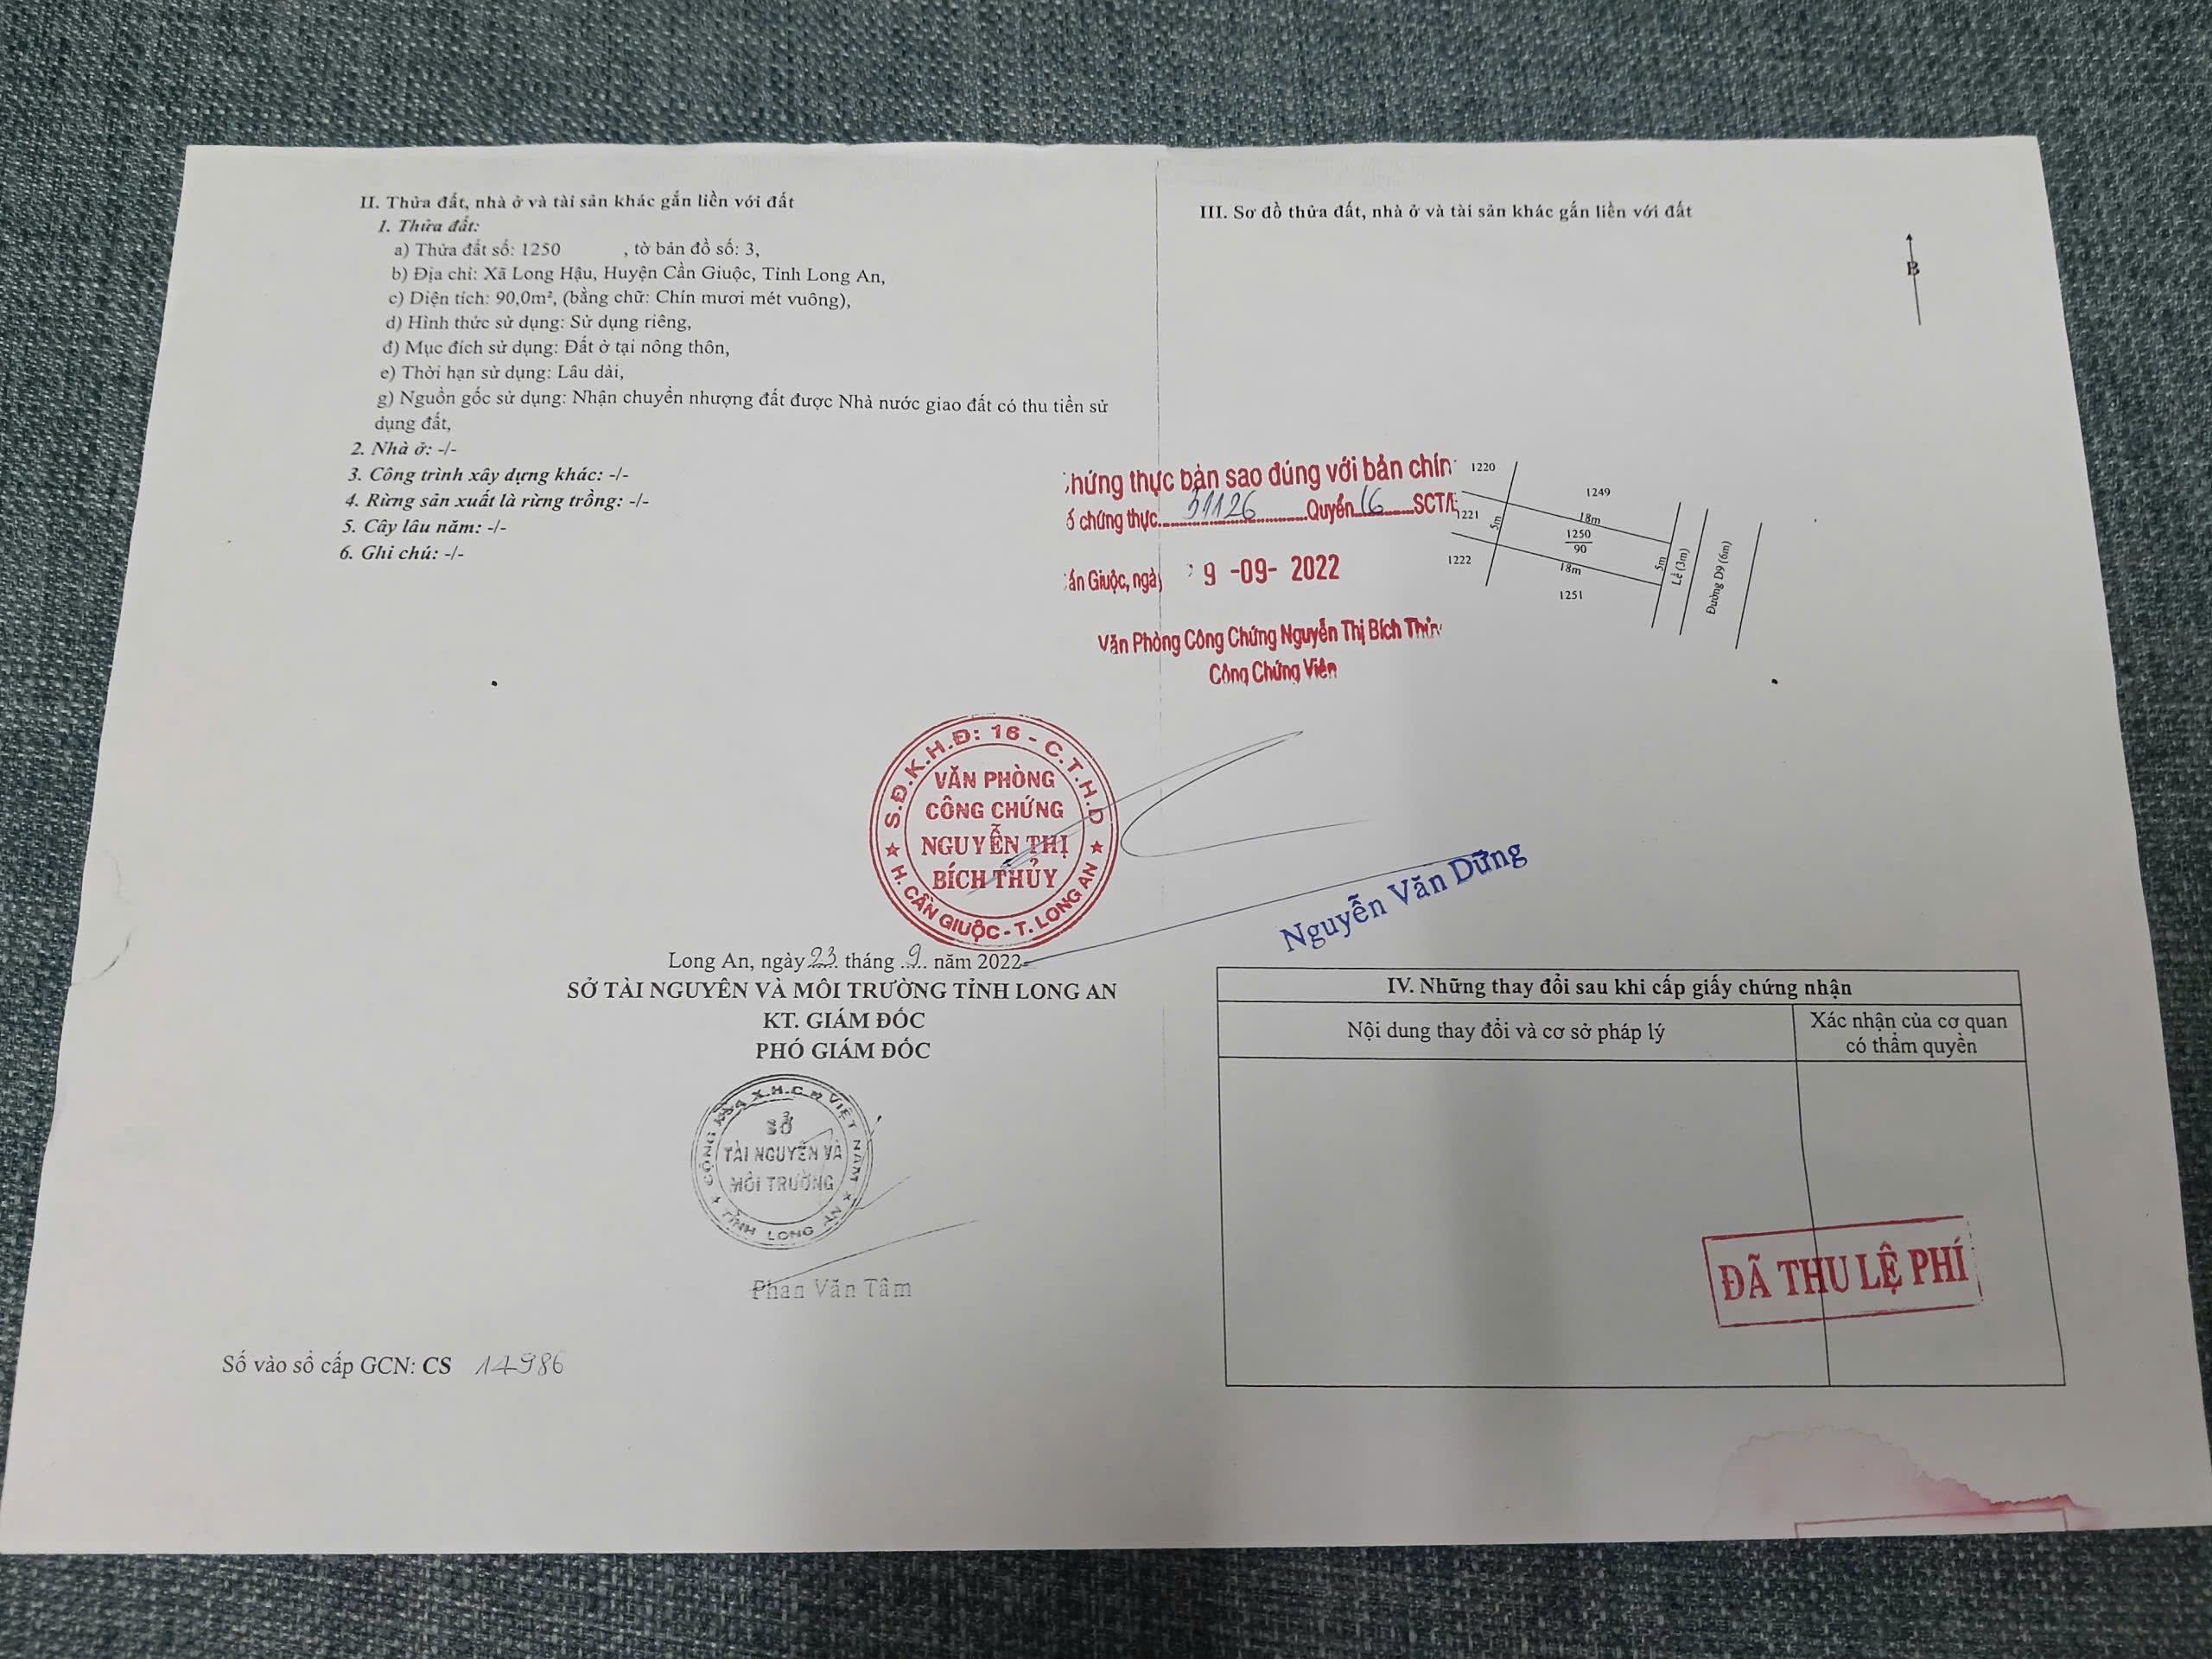 II. Thửa đất, nhà ở và tài sản khác gắn liền với đất
1. Thửa đất:
a) Thửa đất số: 1250 , tờ bản đồ số: 3,
b) Địa chỉ: Xã Long Hậu, Huyện Cần Giuộc, Tỉnh Long An,
c) Diện tích: 90,0m², (bằng chữ: Chín mươi mét vuông),
d) Hình thức sử dụng: Sử dụng riêng,
đ) Mục đích sử dụng: Đất ở tại nông thôn,
e) Thời hạn sử dụng: Lâu dài,
g) Nguồn gốc sử dụng: Nhận chuyển nhượng đất được Nhà nước giao đất có thu tiền sử
dụng đất,
2. Nhà ở: -/-
3. Công trình xây dựng khác: -/-
4. Rừng sản xuất là rừng trồng: -/-
5. Cây lâu năm: -/-
6. Ghi chú: -/-
S.Đ.K.H.Đ: 16 - C.T.H.D
VĂN PHÒNG
CÔNG CHỨNG
NGUYỄN THỊ
BÍCH THỦY
H. CẦN GIUỘC - T. LONG AN
Long An, ngày 23 tháng 9 năm 2022
SỞ TÀI NGUYÊN VÀ MÔI TRƯỜNG TỈNH LONG AN
KT. GIÁM ĐỐC
PHÓ GIÁM ĐỐC
SỞ
TÀI NGUYÊN VÀ
MÔI TRƯỜNG
TỈNH LONG AN
Phan Văn Tâm
Số vào sổ cấp GCN: CS 14986
III. Sơ đồ thửa đất, nhà ở và tài sản khác gắn liền với đất
B
hứng thực bản sao đúng với bản chín
ố chứng thực 51126 Quyển 16 SCT/
ần Giuộc, ngày 9 -09- 2022
Văn Phòng Công Chứng Nguyễn Thị Bích Thủy
Công Chứng Viên
1220
1249
1221
18m
5m
1250
90
1222
18m
5m
1251
Lề (3m)
Đường D9 (6m)
Nguyễn Văn Dững
IV. Những thay đổi sau khi cấp giấy chứng nhận
Nội dung thay đổi và cơ sở pháp lý
Xác nhận của cơ quan
có thẩm quyền
ĐÃ THU LỆ PHÍ